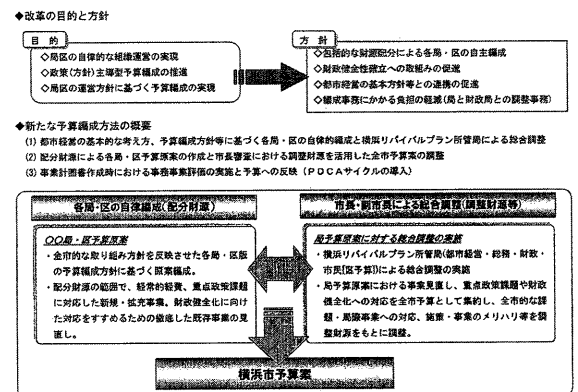 ◆改革の目的と方針
目 的
◇局区の自律的な組織運営の実現
◇政策(方針)主導型予算編成の推進
◇局区の運営方針に基づく予算編成の実現
方 針
◇包括的な財源配分による各局・区の自主編成
◇財政健全性確立への取組みの促進
◇都市経営の基本方針等との連携の促進
◇編成事務にかかる負担の軽減(局と財政局との調整事務)
◆新たな予算編成方法の概要
(1) 都市経営の基本的な考え方、予算編成方針等に基づく各局・区の自律的編成と横浜リバイバルプラン所管局による総合調整
(2) 配分財源による各局・区予算原案の作成と市長審査における調整財源を活用した全市予算案の調整
(3) 事業計画書作成時における事務事業評価の実施と予算への反映（PDCAサイクルの導入）
各局・区の自律編成(配分財源)
〇〇局・区予算原案
・全市的な取り組み方針を反映させた各局・区版
の予算編成方針に基づく原案編成。
・配分財源の範囲で、経常的経費、重点政策課題
に対応した新規・拡充事業、財政健全化に向け
た対応をすすめるための徹底した既存事業の見
直し。
市長・副市長による総合調整(調整財源等)
局予算原案に対する総合調整の実施
・横浜リバイバルプラン所管局(都市経営・総務・財政・
市民[区予算])による総合調整の実施
・局予算原案における事業見直し、重点政策課題や財政
健全化への対応を全市予算として集約し、全市的な課
題・局際事業への対応、施策・事業のメリハリ等を調
整財源をもとに調整。
横浜市予算案